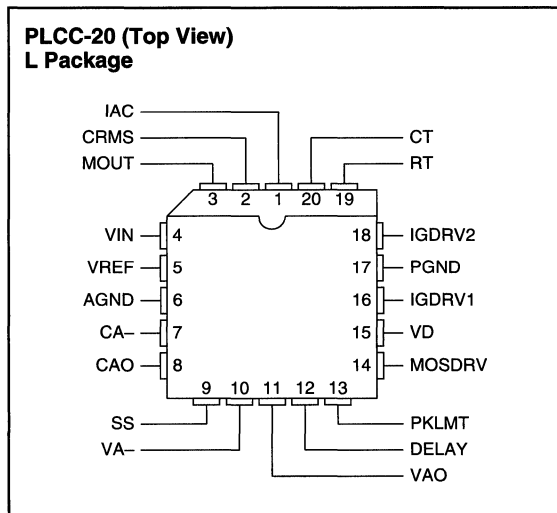 PLCC-20 (Top View)
L Package
IAC
CRMS
MOUT
CT
RT
3 2 1 20 19
VIN 4
VREF 5
AGND 6
CA– 7
CAO 8
18 IGDRV2
17 PGND
16 IGDRV1
15 VD
14 MOSDRV
9 10 11 12 13
SS
VA–
PKLMT
DELAY
VAO